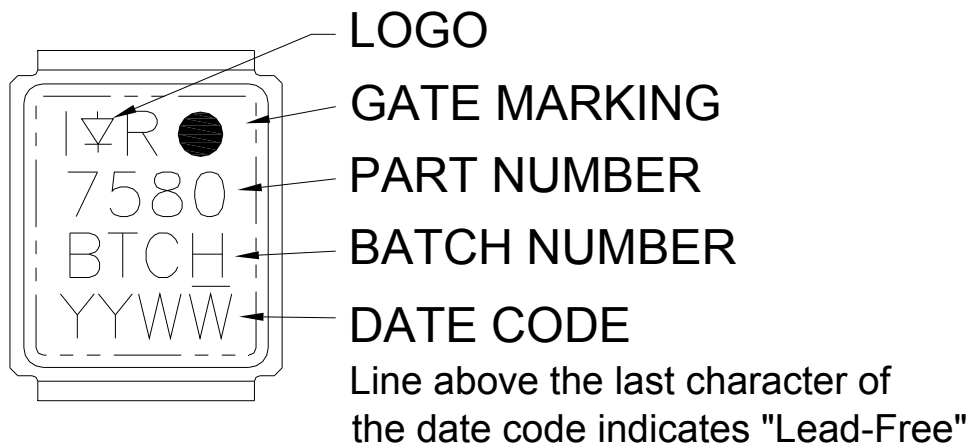 LOGO
I R
GATE MARKING
7580
PART NUMBER
BTCH
BATCH NUMBER
YYWW
DATE CODE
Line above the last character of
the date code indicates "Lead-Free"